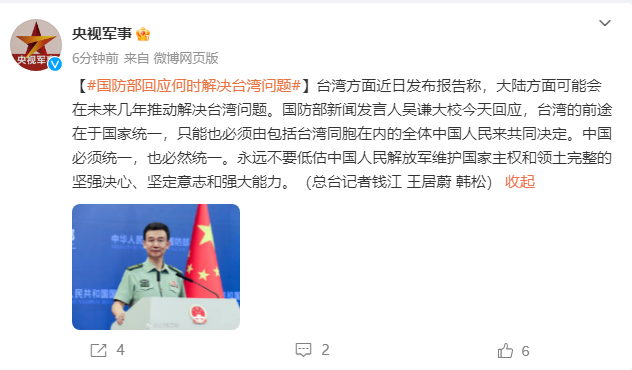 央视军事
央视军事
6分钟前 来自 微博网页版
【#国防部回应何时解决台湾问题#】台湾方面近日发布报告称，大陆方面可能会
在未来几年推动解决台湾问题。国防部新闻发言人吴谦大校今天回应，台湾的前途
在于国家统一，只能也必须由包括台湾同胞在内的全体中国人民来共同决定。中国
必须统一，也必然统一。永远不要低估中国人民解放军维护国家主权和领土完整的
坚强决心、坚定意志和强大能力。（总台记者钱江 王居蔚 韩松） 收起
中华人民
国防部
民共和国国
4
2
6